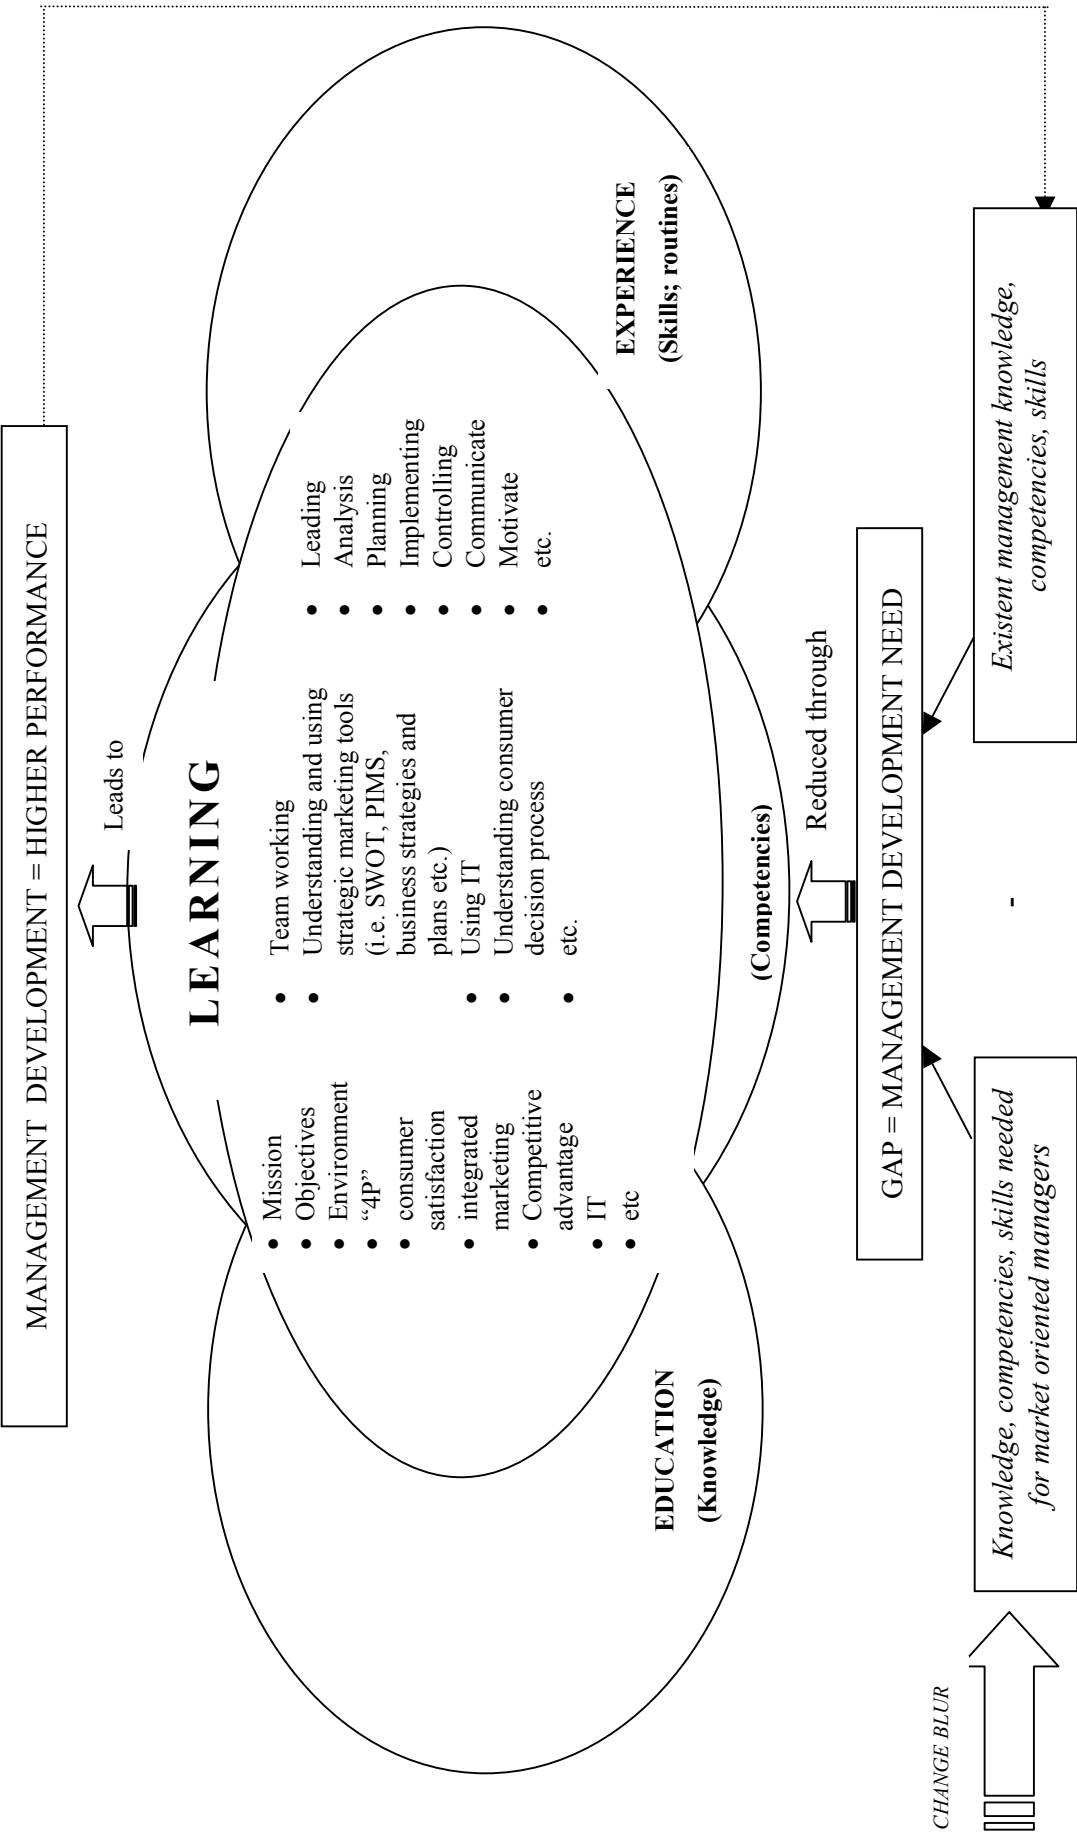 MANAGEMENT DEVELOPMENT = HIGHER PERFORMANCE
Leads to
LEARNING
• Mission
• Objectives
• Environment
• “4P”
• consumer
satisfaction
• integrated
marketing
• Competitive
advantage
• IT
• etc
• Team working
• Understanding and using
strategic marketing tools
(i.e. SWOT, PIMS,
business strategies and
plans etc.)
• Using IT
• Understanding consumer
decision process
• etc.
• Leading
• Analysis
• Planning
• Implementing
• Controlling
• Communicate
• Motivate
• etc.
EDUCATION
(Knowledge)
(Competencies)
EXPERIENCE
(Skills; routines)
Reduced through
GAP = MANAGEMENT DEVELOPMENT NEED
CHANGE BLUR
Knowledge, competencies, skills needed
for market oriented managers
-
Existent management knowledge,
competencies, skills